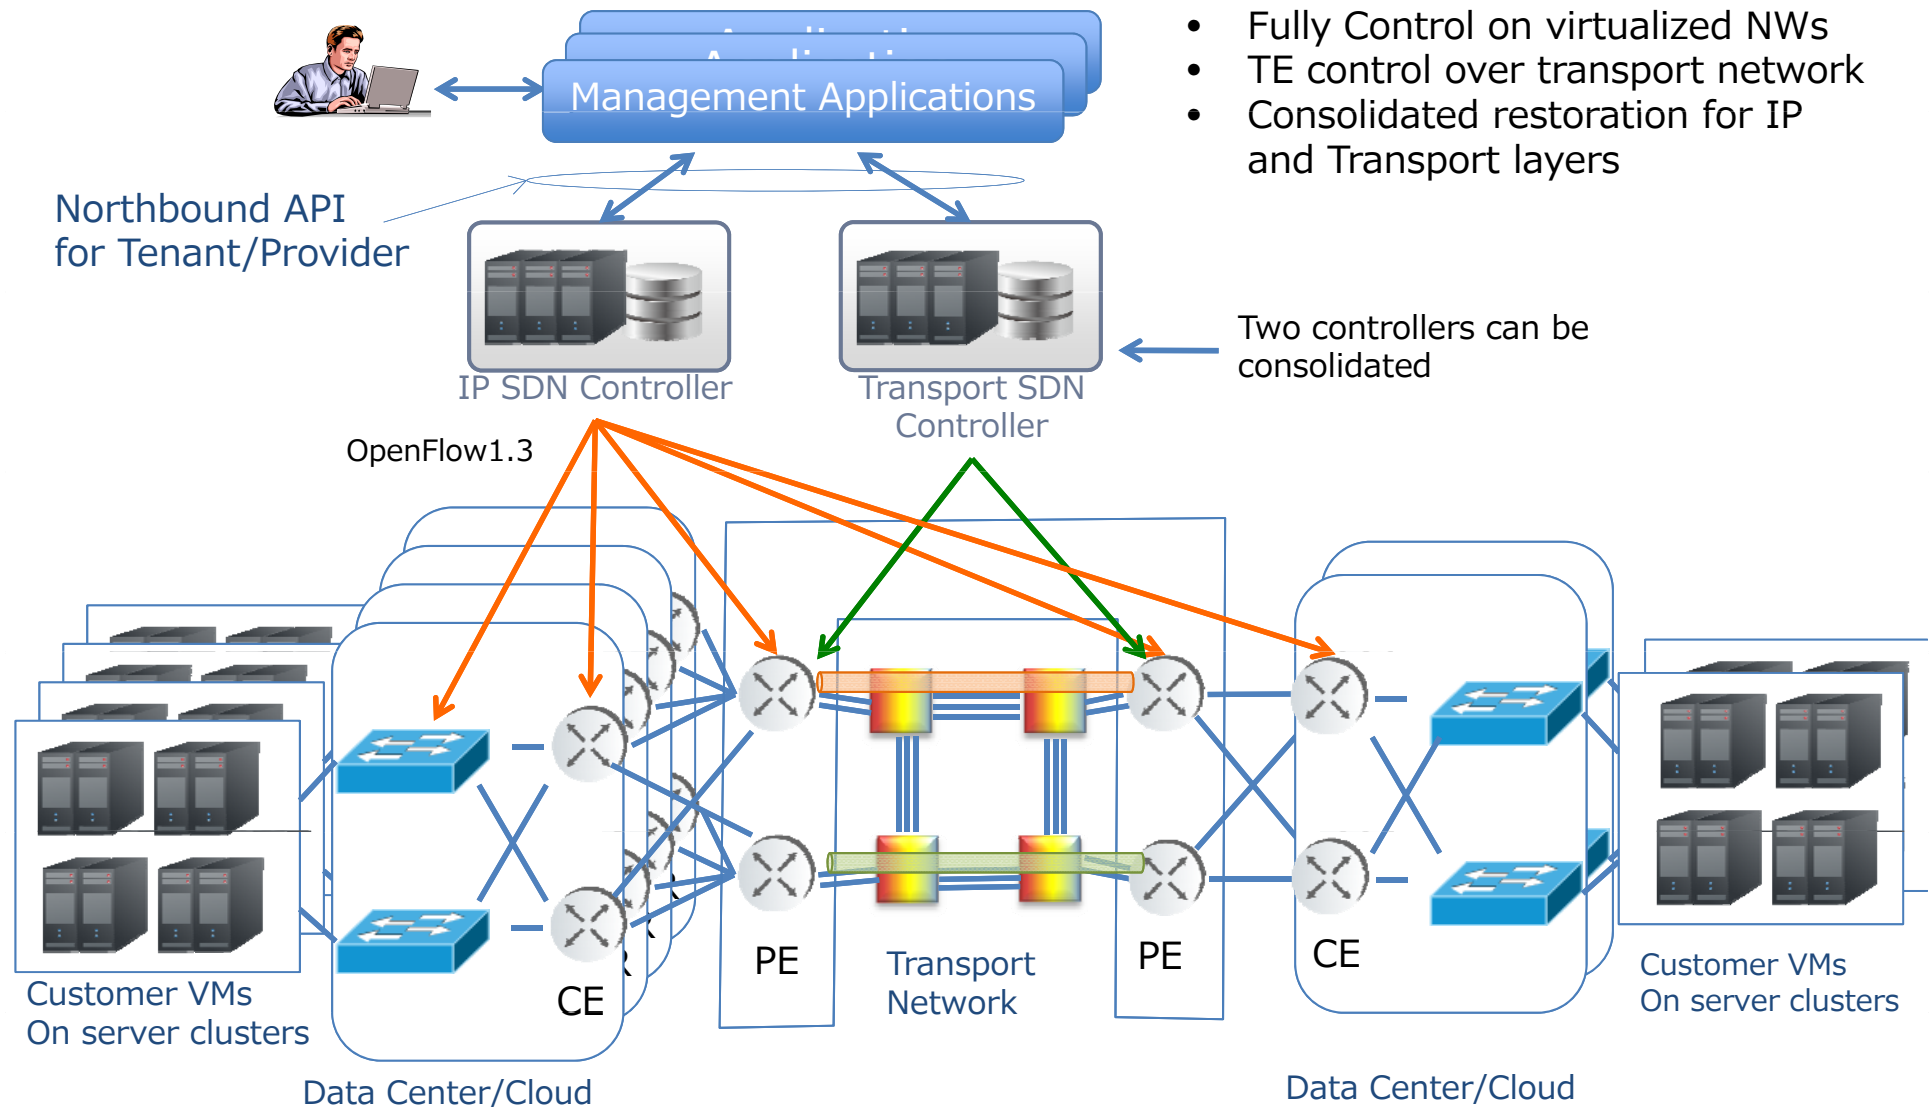 Management Applications
• Fully Control on virtualized NWs
• TE control over transport network
• Consolidated restoration for IP
and Transport layers
Northbound API
for Tenant/Provider
IP SDN Controller
Transport SDN
Controller
Two controllers can be
consolidated
OpenFlow1.3
PE
Transport
Network
PE
CE
CE
Customer VMs
On server clusters
Customer VMs
On server clusters
Data Center/Cloud
Data Center/Cloud